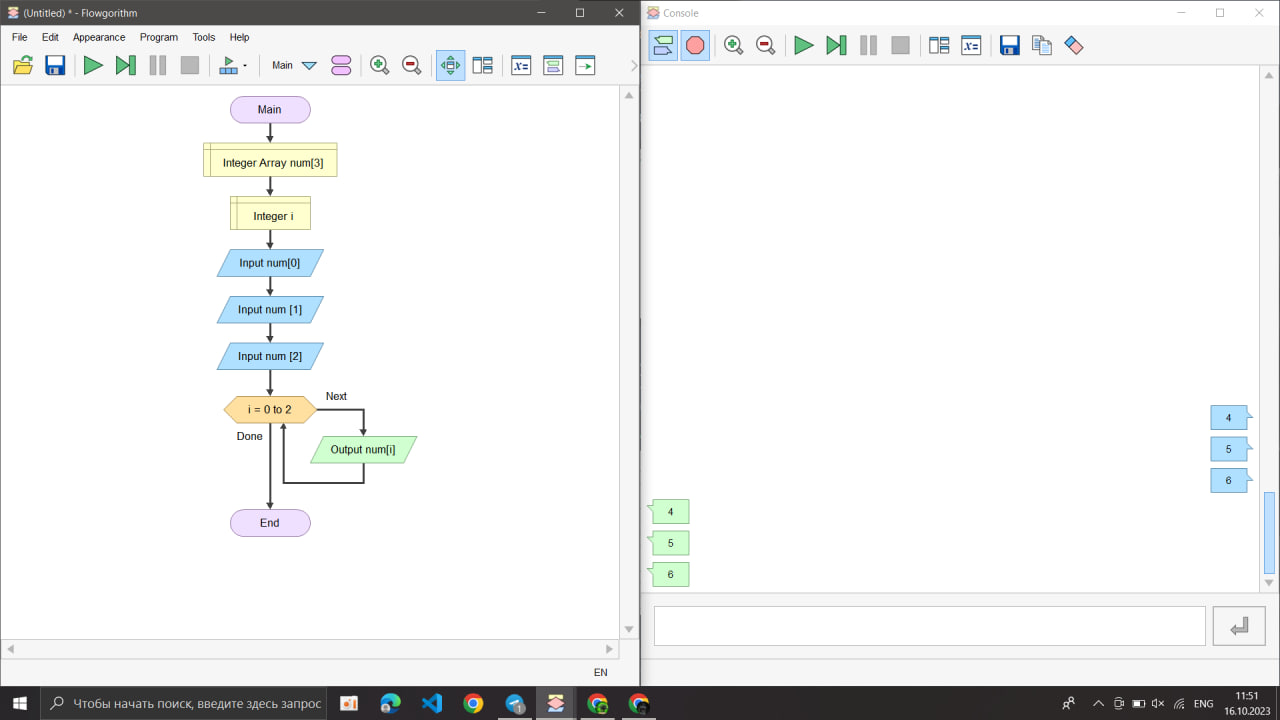 (Untitled) * - Flowgorithm
File Edit Appearance Program Tools Help
Main
x=
Main
Integer Array num[3]
Integer i
Input num[0]
Input num [1]
Input num [2]
i = 0 to 2
Next
Done
Output num[i]
End
EN
Console
x=
4
5
6
4
5
6
Чтобы начать поиск, введите здесь запрос
1
ENG
11:51
16.10.2023